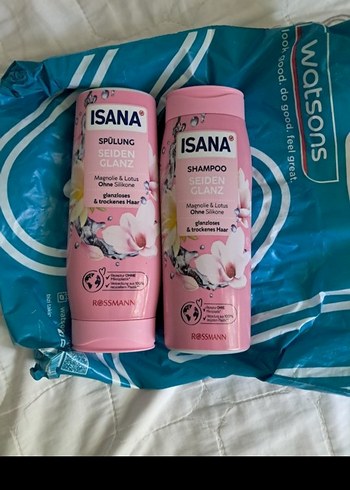 watsons
look good. do good. feel great.
ISANA
SPÜLUNG
SEIDEN
GLANZ
Magnolie & Lotus
Ohne Silikone
glanzloses
& trockenes Haar
ROSSMANN
ISANA
SHAMPOO
SEIDEN
GLANZ
Magnolie & Lotus
Ohne Silikone
glanzloses
& trockenes Haar
ROSSMANN